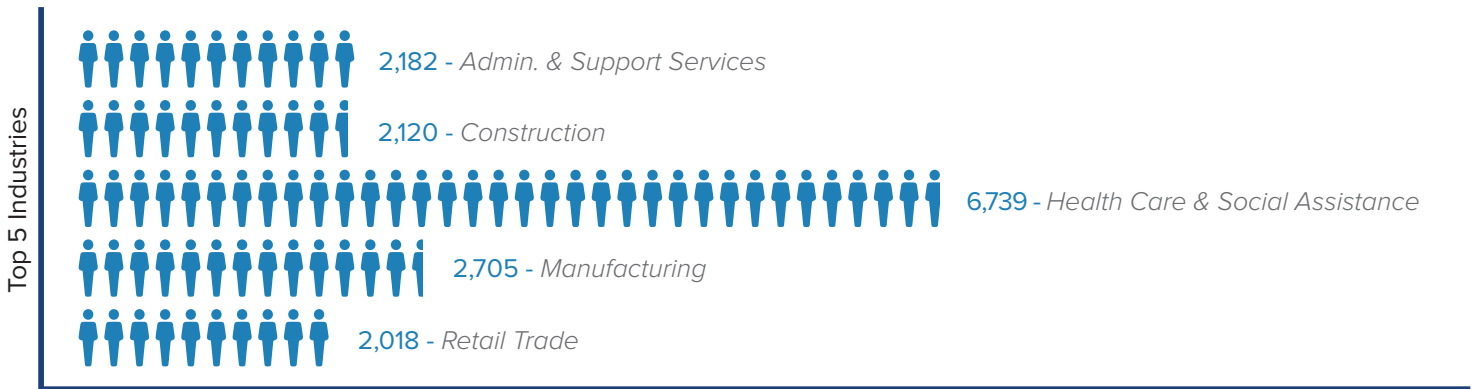 Top 5 Industries
2,182 - Admin. & Support Services
2,120 - Construction
6,739 - Health Care & Social Assistance
2,705 - Manufacturing
2,018 - Retail Trade